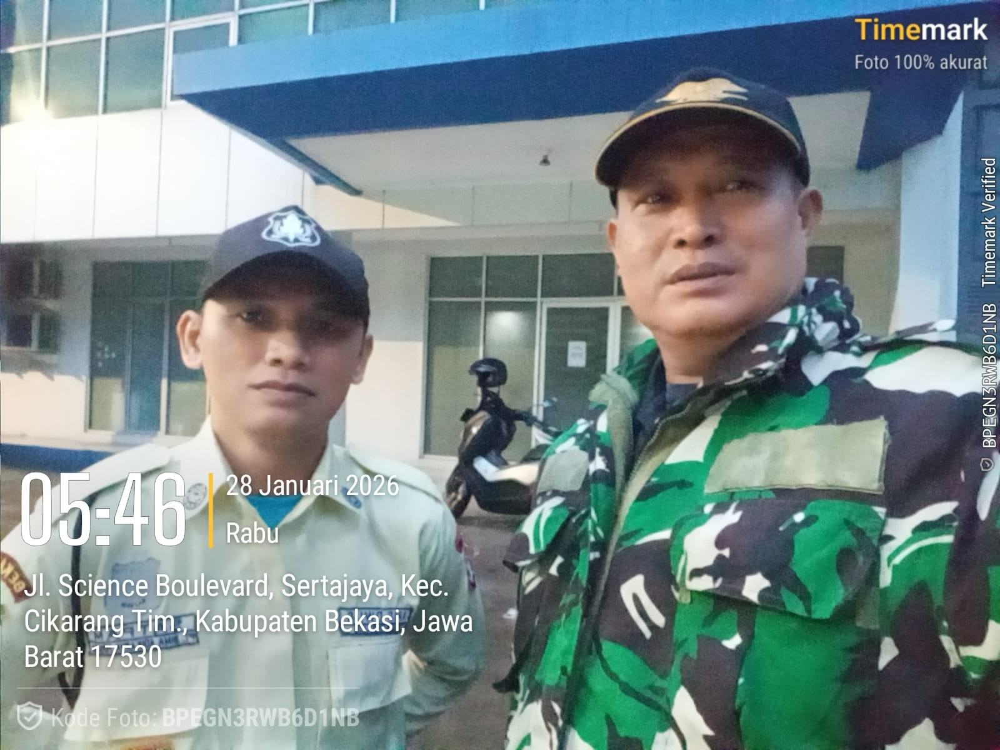 Timemark
Foto 100% akurat
BPEGN3RWB6D1NB Timemark Verified
05:46
28 Januari 2026
Rabu
Jl. Science Boulevard, Sertajaya, Kec.
Cikarang Tim., Kabupaten Bekasi, Jawa
Barat 17530
Kode Foto: BPEGN3RWB6D1NB